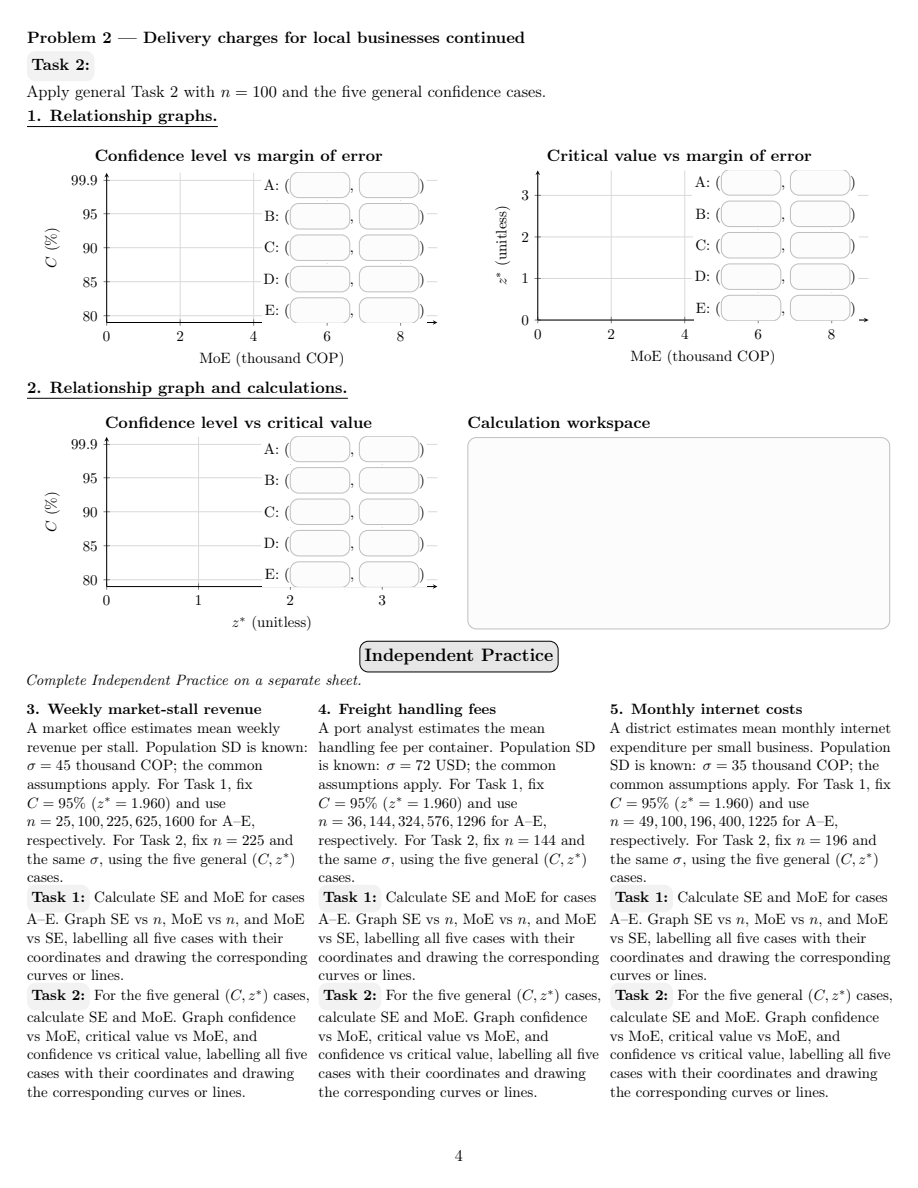 Problem 2 — Delivery charges for local businesses continued
Task 2:
Apply general Task 2 with n = 100 and the five general confidence cases.
1. Relationship graphs.
Confidence level vs margin of error
99.9
95
90
85
80
C (%)
A: ( , )
B: ( , )
C: ( , )
D: ( , )
E: ( , )
0 2 4 6 8
MoE (thousand COP)
Critical value vs margin of error
3
2
1
0
z* (unitless)
A: ( , )
B: ( , )
C: ( , )
D: ( , )
E: ( , )
0 2 4 6 8
MoE (thousand COP)
2. Relationship graph and calculations.
Confidence level vs critical value
99.9
95
90
85
80
C (%)
A: ( , )
B: ( , )
C: ( , )
D: ( , )
E: ( , )
0 1 2 3
z* (unitless)
Calculation workspace
Independent Practice
Complete Independent Practice on a separate sheet.
3. Weekly market-stall revenue
A market office estimates mean weekly
revenue per stall. Population SD is known:
σ = 45 thousand COP; the common
assumptions apply. For Task 1, fix
C = 95% (z* = 1.960) and use
n = 25, 100, 225, 625, 1600 for A–E,
respectively. For Task 2, fix n = 225 and
the same σ, using the five general (C, z*)
cases.
Task 1: Calculate SE and MoE for cases
A–E. Graph SE vs n, MoE vs n, and MoE
vs SE, labelling all five cases with their
coordinates and drawing the corresponding
curves or lines.
Task 2: For the five general (C, z*) cases,
calculate SE and MoE. Graph confidence
vs MoE, critical value vs MoE, and
confidence vs critical value, labelling all five
cases with their coordinates and drawing
the corresponding curves or lines.
4. Freight handling fees
A port analyst estimates the mean
handling fee per container. Population SD
is known: σ = 72 USD; the common
assumptions apply. For Task 1, fix
C = 95% (z* = 1.960) and use
n = 36, 144, 324, 576, 1296 for A–E,
respectively. For Task 2, fix n = 144 and
the same σ, using the five general (C, z*)
cases.
Task 1: Calculate SE and MoE for cases
A–E. Graph SE vs n, MoE vs n, and MoE
vs SE, labelling all five cases with their
coordinates and drawing the corresponding
curves or lines.
Task 2: For the five general (C, z*) cases,
calculate SE and MoE. Graph confidence
vs MoE, critical value vs MoE, and
confidence vs critical value, labelling all five
cases with their coordinates and drawing
the corresponding curves or lines.
5. Monthly internet costs
A district estimates mean monthly internet
expenditure per small business. Population
SD is known: σ = 35 thousand COP; the
common assumptions apply. For Task 1, fix
C = 95% (z* = 1.960) and use
n = 49, 100, 196, 400, 1225 for A–E,
respectively. For Task 2, fix n = 196 and
the same σ, using the five general (C, z*)
cases.
Task 1: Calculate SE and MoE for cases
A–E. Graph SE vs n, MoE vs n, and MoE
vs SE, labelling all five cases with their
coordinates and drawing the corresponding
curves or lines.
Task 2: For the five general (C, z*) cases,
calculate SE and MoE. Graph confidence
vs MoE, critical value vs MoE, and
confidence vs critical value, labelling all five
cases with their coordinates and drawing
the corresponding curves or lines.
4